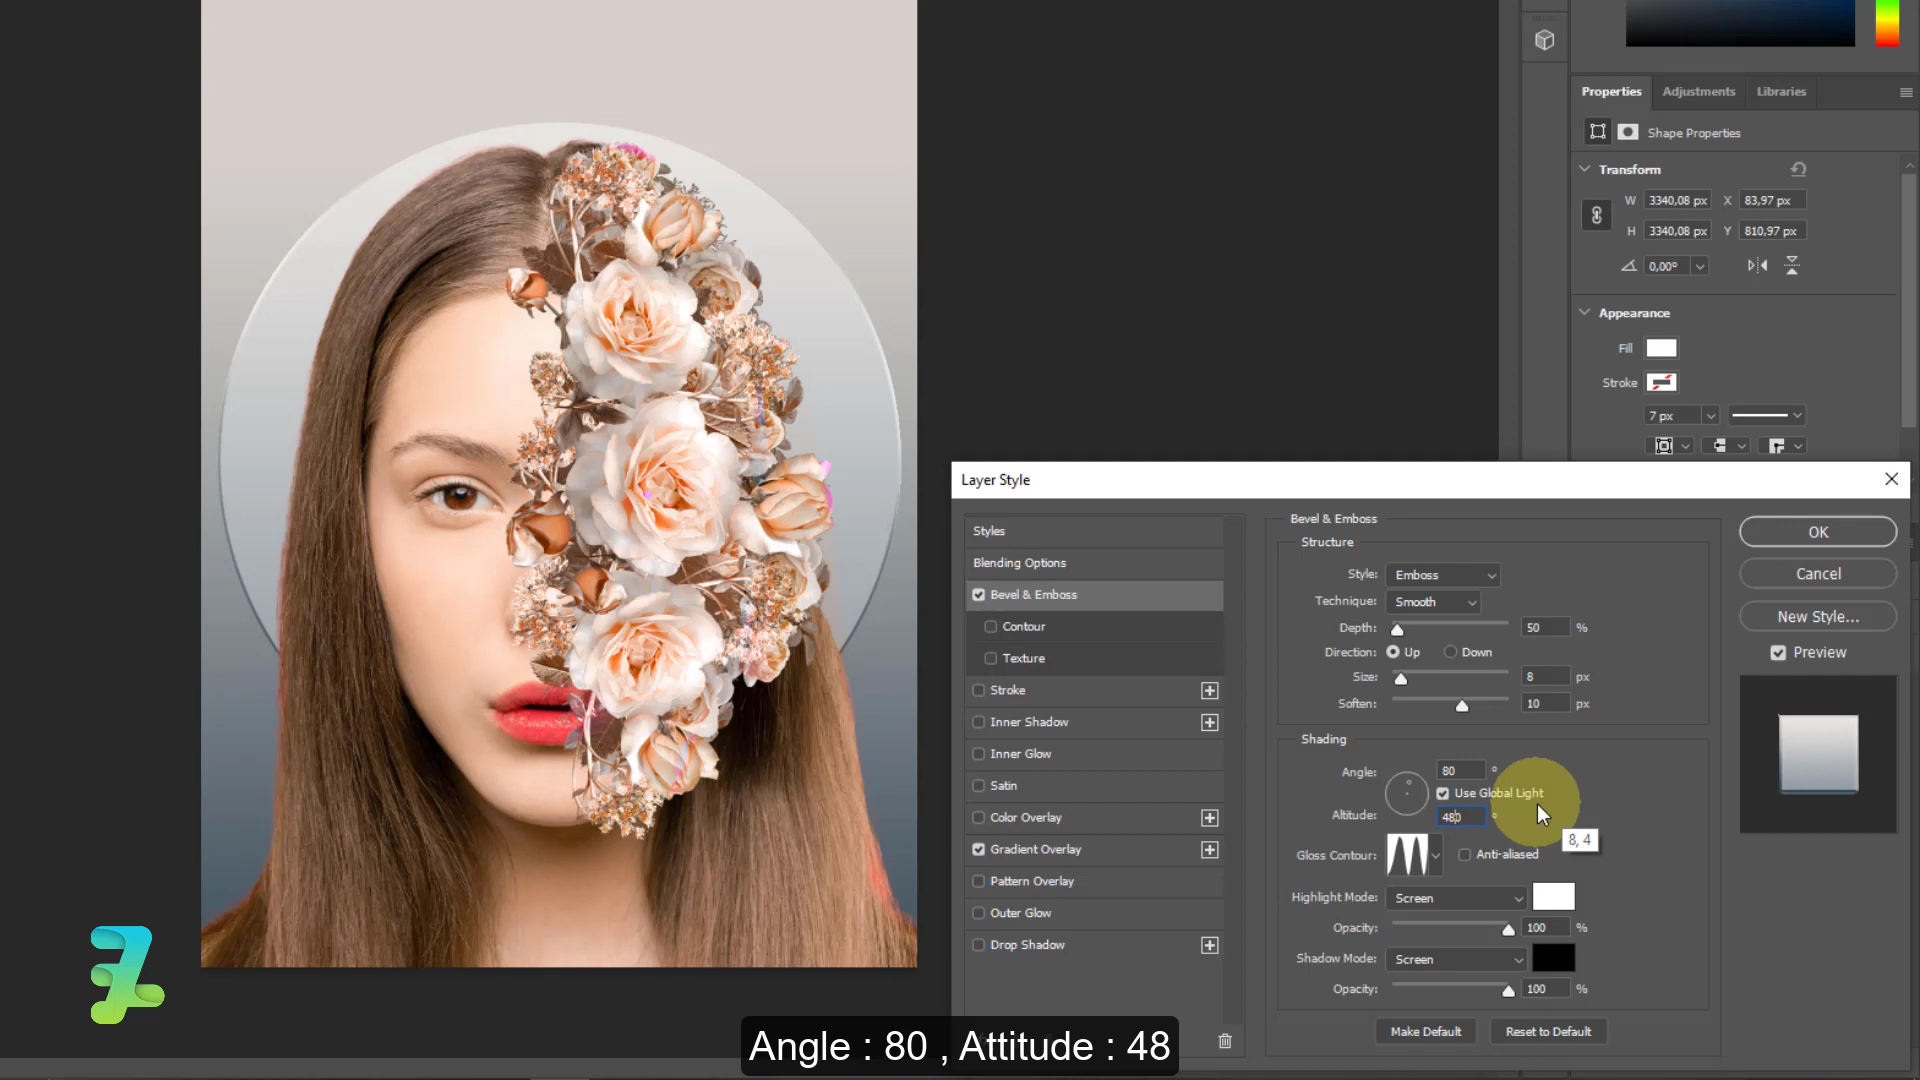 Properties
Adjustments
Libraries
Shape Properties
Transform
W 3340,08 px X 83,97 px
H 3340,08 px Y 810,97 px
0,00°
Appearance
Fill
Stroke
7 px
Layer Style
Styles
Blending Options
Bevel & Emboss
Contour
Texture
Stroke
Inner Shadow
Inner Glow
Satin
Color Overlay
Gradient Overlay
Pattern Overlay
Outer Glow
Drop Shadow
Bevel & Emboss
Structure
Style: Emboss
Technique: Smooth
Depth: 50 %
Direction: Up Down
Size: 8 px
Soften: 10 px
Shading
Angle: 80 °
Use Global Light
Altitude: 480 °
8, 4
Gloss Contour: Anti-aliased
Highlight Mode: Screen
Opacity: 100 %
Shadow Mode: Screen
Opacity: 100 %
Make Default
Reset to Default
OK
Cancel
New Style...
Preview
Angle : 80 , Attitude : 48